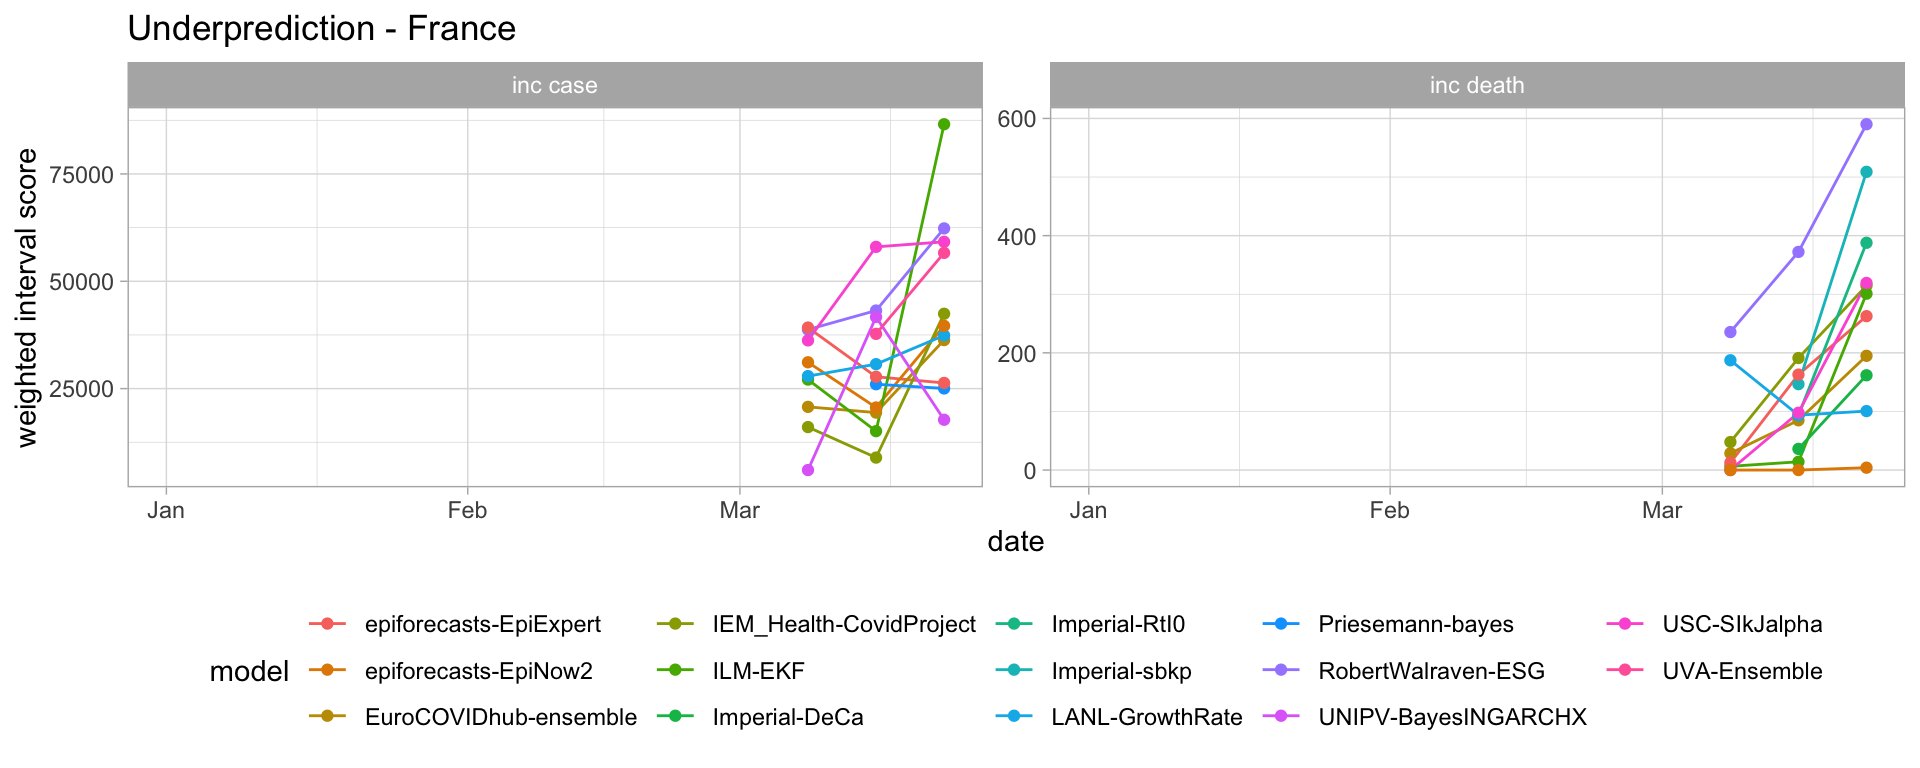 Underprediction - France
inc case
inc death
weighted interval score
75000
50000
25000
600
400
200
0
Jan
Feb
Mar
Jan
Feb
Mar
date
model
epiforecasts-EpiExpert
epiforecasts-EpiNow2
EuroCOVIDhub-ensemble
IEM_Health-CovidProject
ILM-EKF
Imperial-DeCa
Imperial-RtI0
Imperial-sbkp
LANL-GrowthRate
Priesemann-bayes
RobertWalraven-ESG
UNIPV-BayesINGARCHX
USC-SIkJalpha
UVA-Ensemble